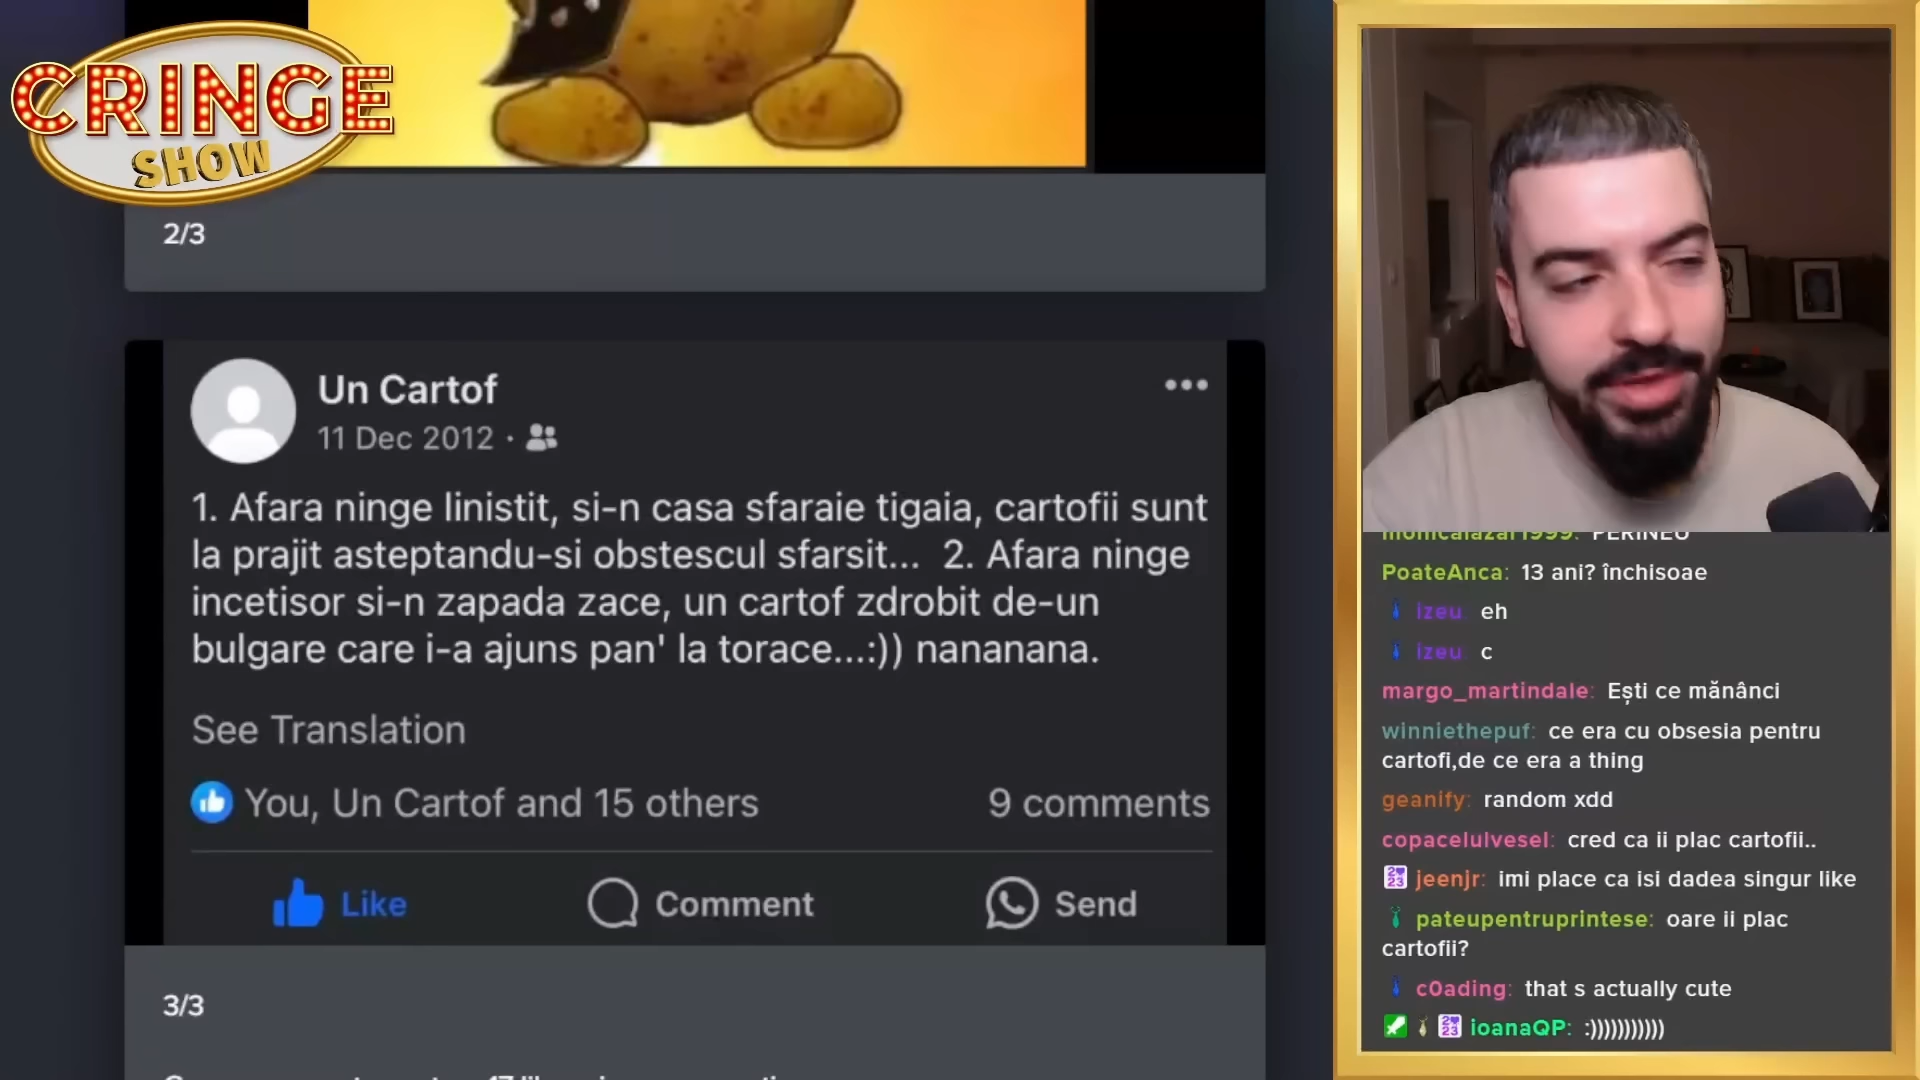 CRINGE
SHOW
2/3
Un Cartof
11 Dec 2012 ·
1. Afara ninge linistit, si-n casa sfaraie tigaia, cartofii sunt
la prajit asteptandu-si obstescul sfarsit... 2. Afara ninge
incetisor si-n zapada zace, un cartof zdrobit de-un
bulgare care i-a ajuns pan' la torace...:)) nananana.
See Translation
You, Un Cartof and 15 others
9 comments
Like
Comment
Send
3/3
monicalazar1999: PERINEU
PoateAnca: 13 ani? închisoae
izeu: eh
izeu: c
margo_martindale: Ești ce mănânci
winniethepuf: ce era cu obsesia pentru
cartofi,de ce era a thing
geanify: random xdd
copacelulvesel: cred ca ii plac cartofii..
jeenjr: imi place ca isi dadea singur like
pateupentruprintese: oare ii plac
cartofii?
c0ading: that s actually cute
ioanaQP: :)))))))))))